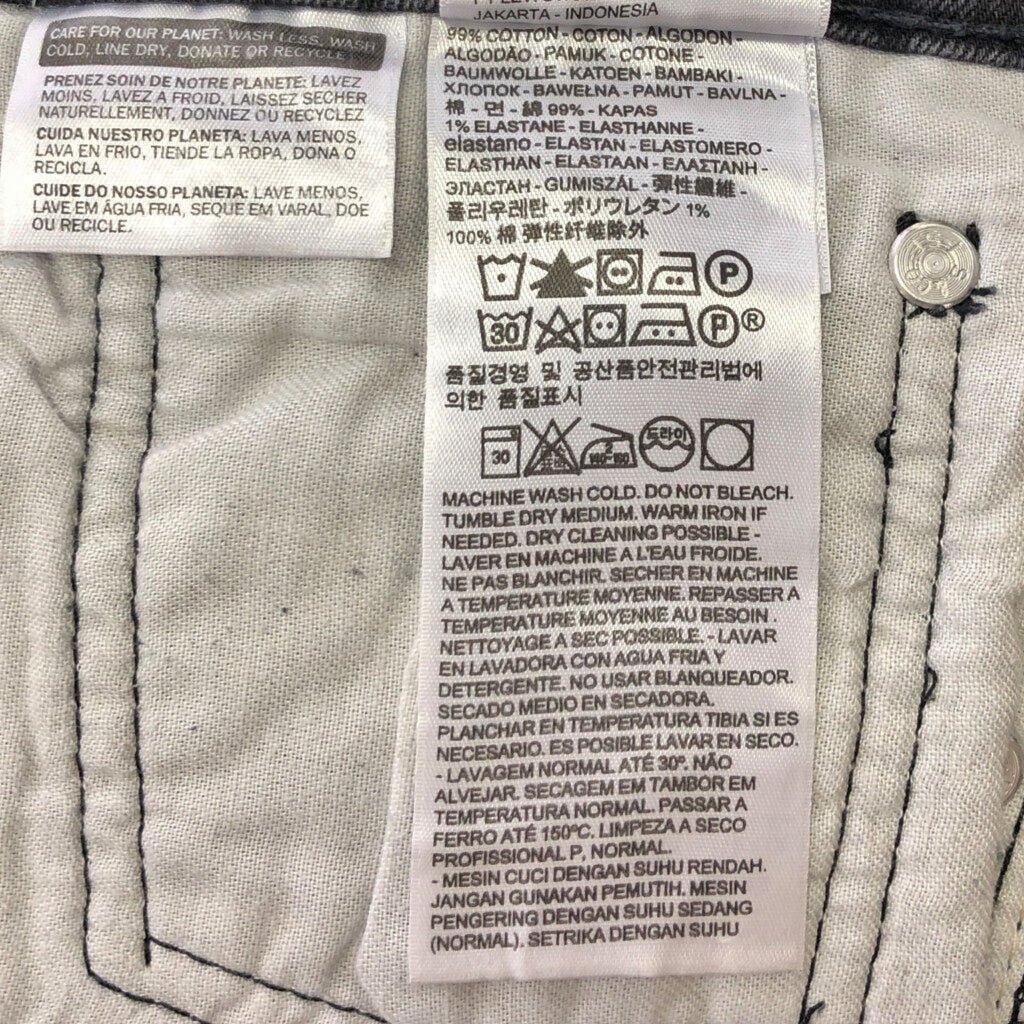 CARE FOR OUR PLANET: WASH LESS, WASH
COLD, LINE DRY, DONATE OR RECYCLE.
PRENEZ SOIN DE NOTRE PLANETE: LAVEZ
MOINS, LAVEZ A FROID, LAISSEZ SECHER
NATURELLEMENT, DONNEZ OU RECYCLEZ
CUIDA NUESTRO PLANETA: LAVA MENOS,
LAVA EN FRIO, TIENDE LA ROPA, DONA O
RECICLA.
CUIDE DO NOSSO PLANETA: LAVE MENOS,
LAVE EM ÁGUA FRIA, SEQUE EM VARAL, DOE
OU RECICLE.
JAKARTA - INDONESIA
99% COTTON - COTON - ALGODON -
ALGODÃO - PAMUK - COTONE -
BAUMWOLLE - KATOEN - BAMBAKI -
ХЛОПОК - BAWEŁNA - PAMUT - BAVLNA -
棉 - 면 - 綿 99% - KAPAS
1% ELASTANE - ELASTHANNE -
elastano - ELASTAN - ELASTOMERO -
ELASTHAN - ELASTAAN - ΕΛΑΣΤΑΝΗ -
ЭЛАСТАН - GUMISZÁL - 彈性纖維 -
폴리우레탄 - ポリウレタン 1%
100% 棉 弹性纤维除外
P
30 P ®
품질경영 및 공산품안전관리법에
의한 품질표시
30 드라이
MACHINE WASH COLD. DO NOT BLEACH.
TUMBLE DRY MEDIUM. WARM IRON IF
NEEDED. DRY CLEANING POSSIBLE -
LAVER EN MACHINE A L'EAU FROIDE.
NE PAS BLANCHIR. SECHER EN MACHINE
A TEMPERATURE MOYENNE. REPASSER A
TEMPERATURE MOYENNE AU BESOIN.
NETTOYAGE A SEC POSSIBLE. - LAVAR
EN LAVADORA CON AGUA FRIA Y
DETERGENTE. NO USAR BLANQUEADOR.
SECADO MEDIO EN SECADORA.
PLANCHAR EN TEMPERATURA TIBIA SI ES
NECESARIO. ES POSIBLE LAVAR EN SECO.
- LAVAGEM NORMAL ATÉ 30º. NÃO
ALVEJAR. SECAGEM EM TAMBOR EM
TEMPERATURA NORMAL. PASSAR A
FERRO ATÉ 150ºC. LIMPEZA A SECO
PROFISSIONAL P, NORMAL.
- MESIN CUCI DENGAN SUHU RENDAH.
JANGAN GUNAKAN PEMUTIH. MESIN
PENGERING DENGAN SUHU SEDANG
(NORMAL). SETRIKA DENGAN SUHU